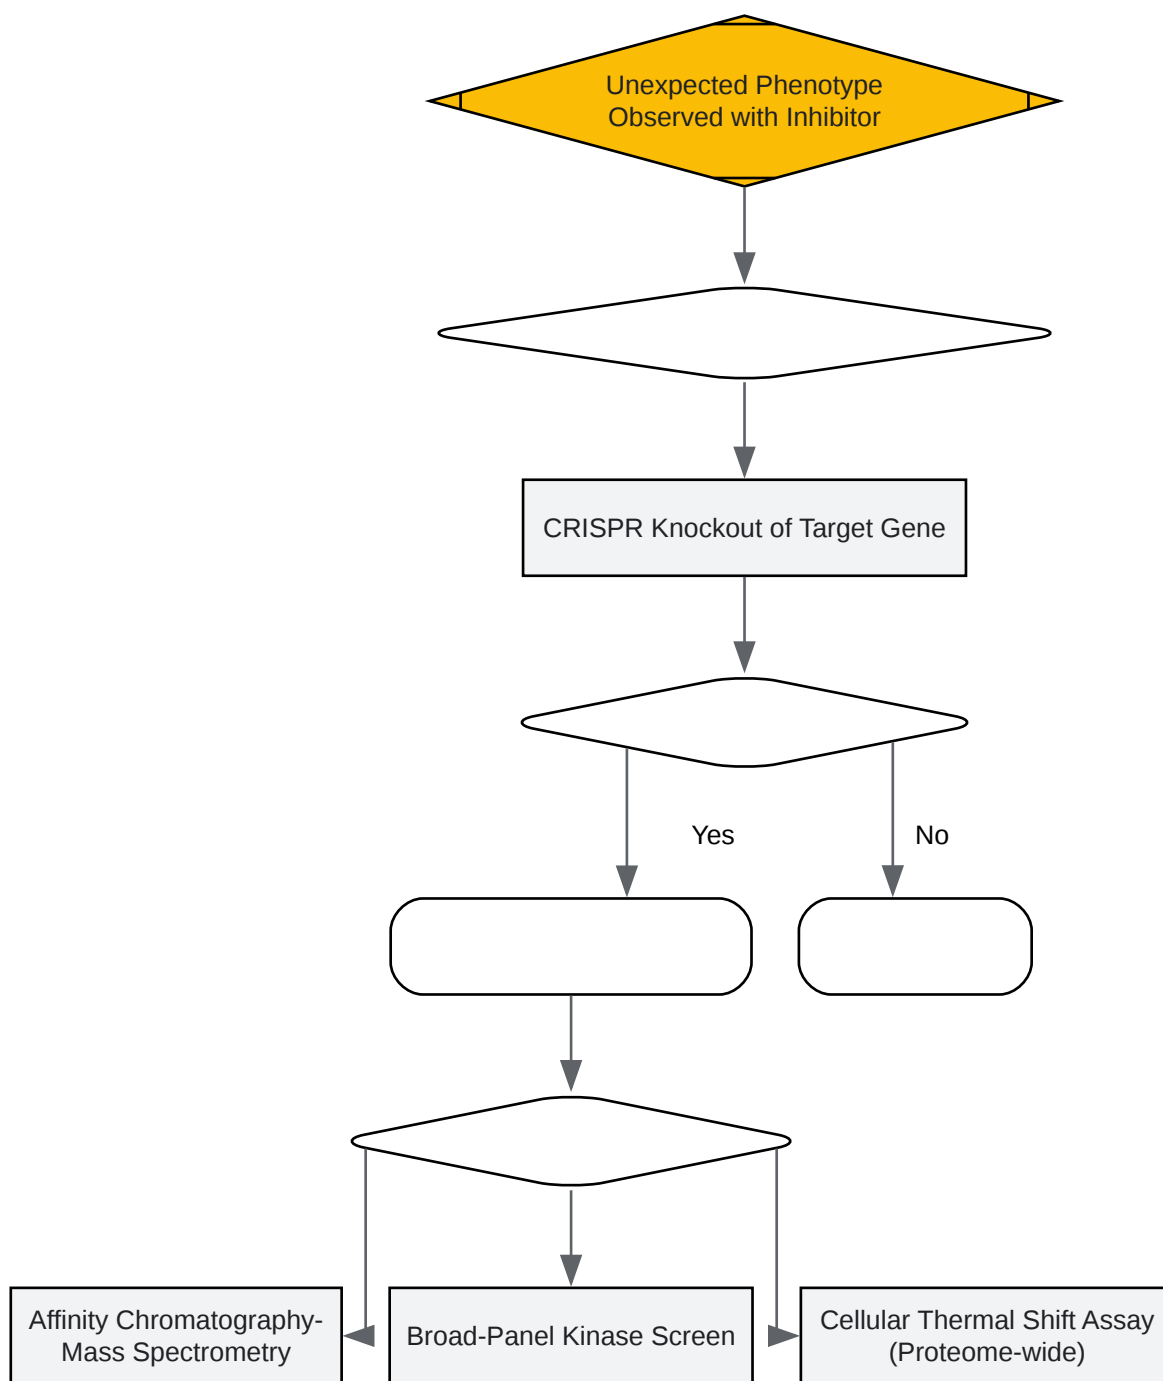 Unexpected Phenotype
Observed with Inhibitor
CRISPR Knockout of Target Gene
Yes
No
Affinity Chromatography-
Mass Spectrometry
Broad-Panel Kinase Screen
Cellular Thermal Shift Assay
(Proteome-wide)